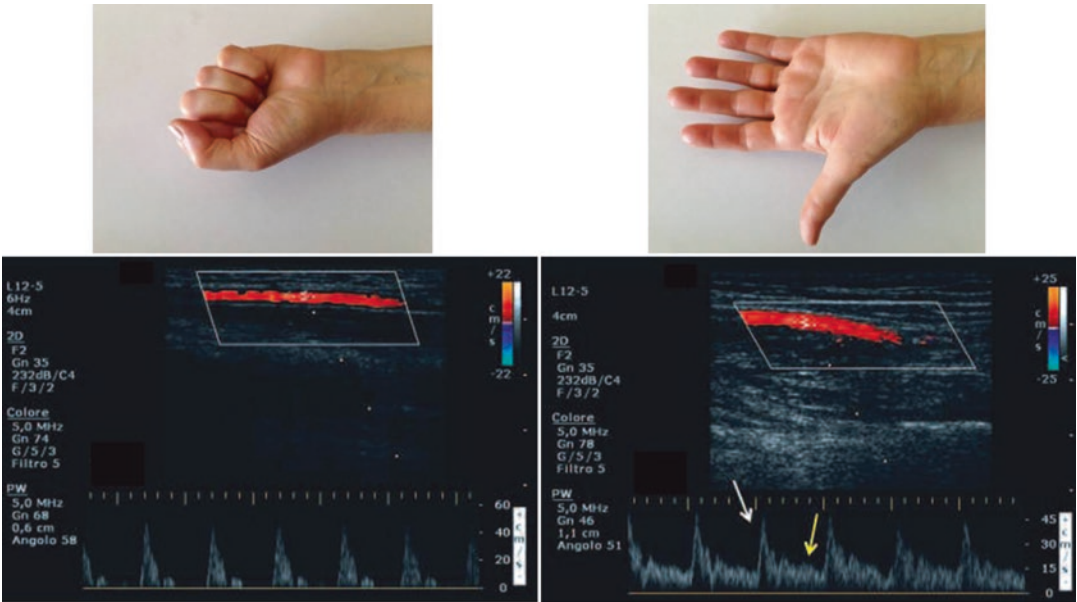 L12-5
6Hz
4cm
2D
F2
Gn 35
232dB/C4
F/3/2
Colore
5,0 MHz
Gn 74
G/5/3
Filtro 5
PW
5,0 MHz
Gn 68
0,6 cm
Angolo 58
+22
c
m
/
s
-22
60
40
20
0
+
c
m
/
s
L12-5
4cm
2D
F2
Gn 35
232dB/C4
F/3/2
Colore
5,0 MHz
Gn 78
G/5/3
Filtro 5
PW
5,0 MHz
Gn 46
1,1 cm
Angolo 51
+25
c
m
/
s
-25
45
30
15
0
+
c
m
/
s